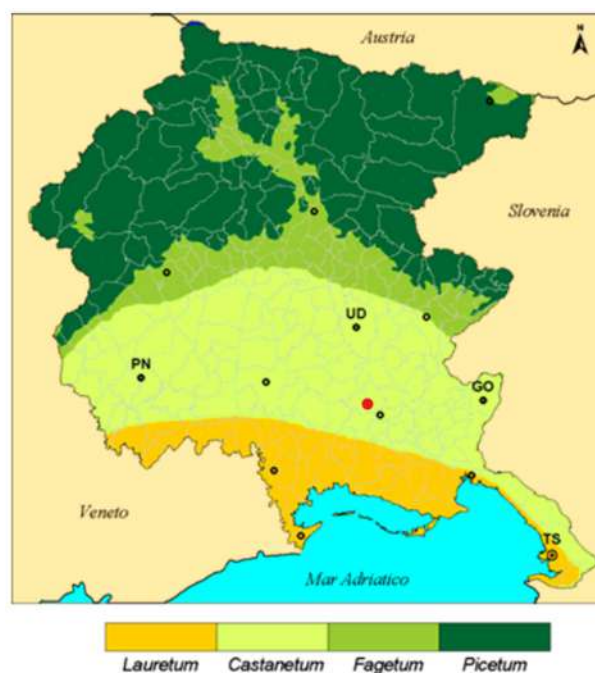 Austria
N
Slovenia
UD
PN
GO
Veneto
TS
Mar Adriatico
Lauretum Castanetum Fagetum Picetum